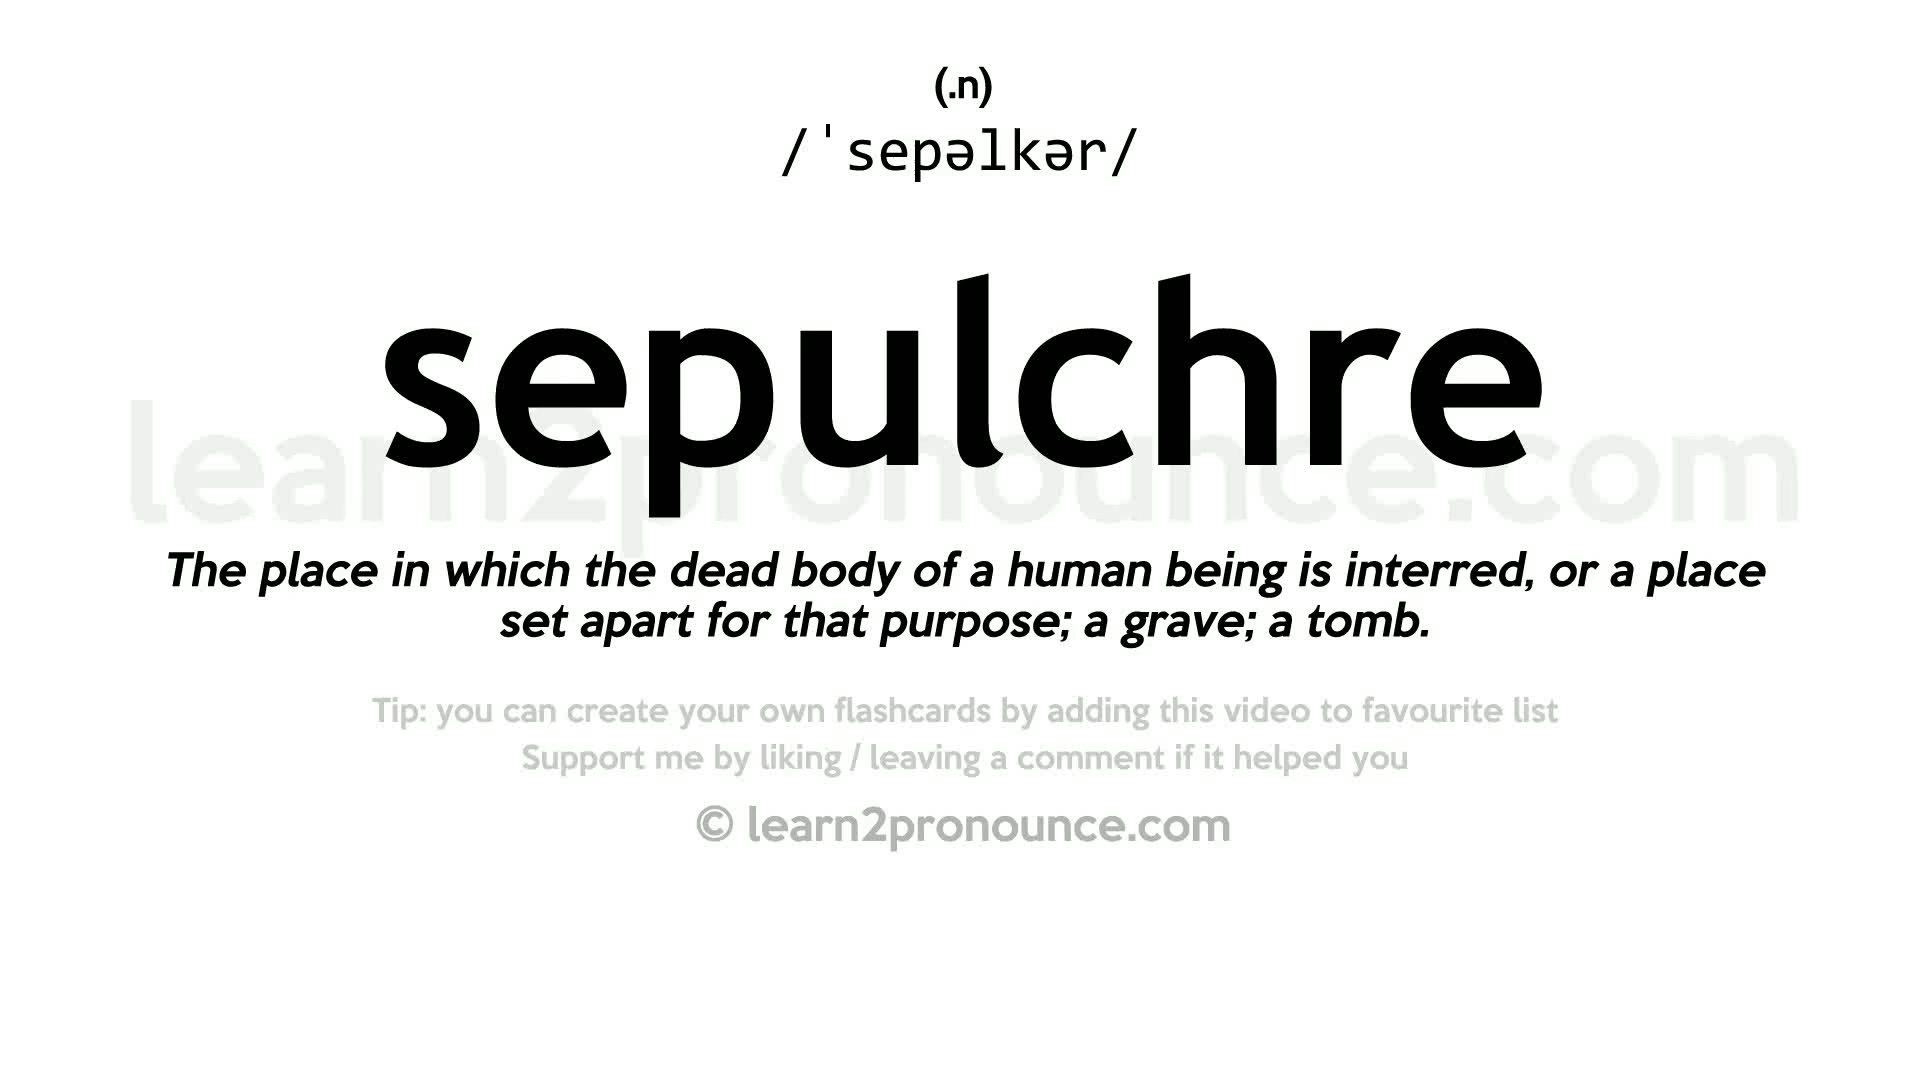 (.n)
/ˈsepəlkər/
sepulchre
learn2pronounce.com
The place in which the dead body of a human being is interred, or a place
set apart for that purpose; a grave; a tomb.
Tip: you can create your own flashcards by adding this video to favourite list
Support me by liking / leaving a comment if it helped you
© learn2pronounce.com